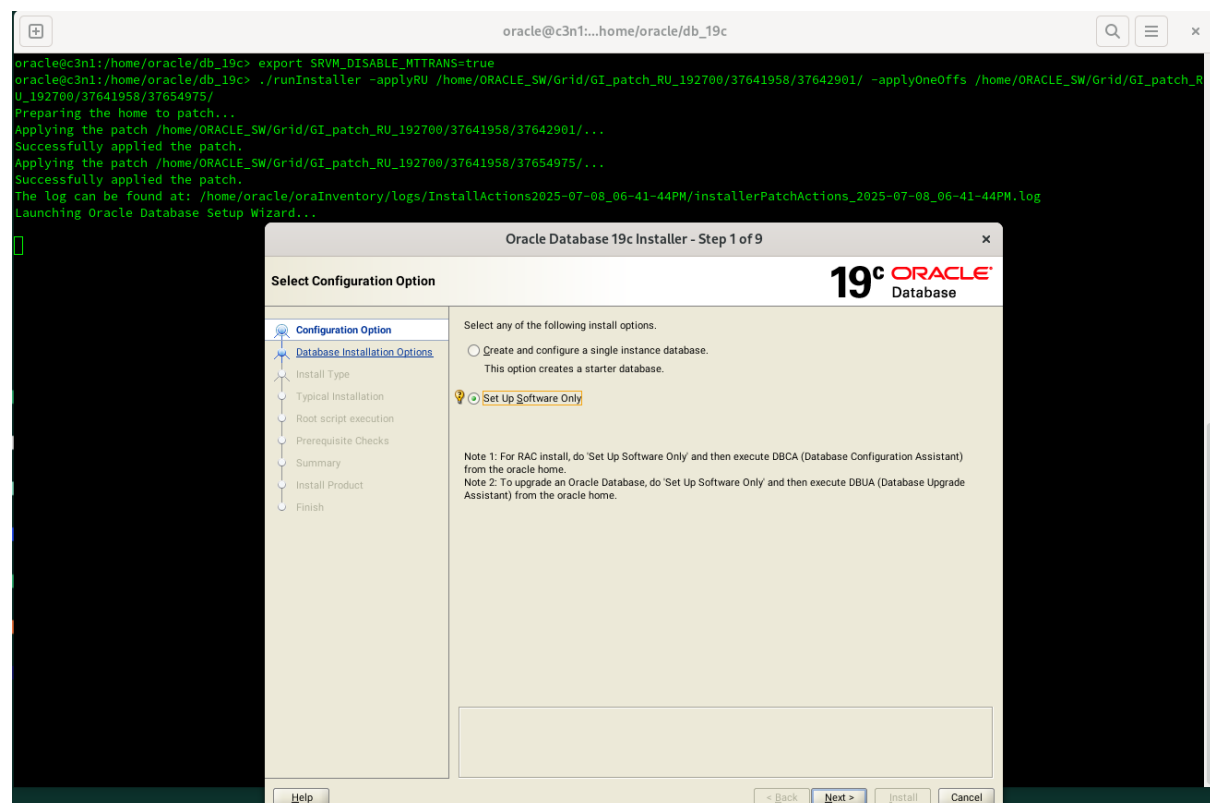 oracle@c3n1:...home/oracle/db_19c
oracle@c3n1:/home/oracle/db_19c> export SRVM_DISABLE_MTTRANS=true
oracle@c3n1:/home/oracle/db_19c> ./runInstaller -applyRU /home/ORACLE_SW/Grid/GI_patch_RU_192700/37641958/37642901/ -applyOneOffs /home/ORACLE_SW/Grid/GI_patch_R
U_192700/37641958/37654975/
Preparing the home to patch...
Applying the patch /home/ORACLE_SW/Grid/GI_patch_RU_192700/37641958/37642901/...
Successfully applied the patch.
Applying the patch /home/ORACLE_SW/Grid/GI_patch_RU_192700/37641958/37654975/...
Successfully applied the patch.
The log can be found at: /home/oracle/oraInventory/logs/InstallActions2025-07-08_06-41-44PM/installerPatchActions_2025-07-08_06-41-44PM.log
Launching Oracle Database Setup Wizard...
Oracle Database 19c Installer - Step 1 of 9
Select Configuration Option
19c ORACLE
Database
Configuration Option
Database Installation Options
Install Type
Typical Installation
Root script execution
Prerequisite Checks
Summary
Install Product
Finish
Select any of the following install options.
Create and configure a single instance database.
This option creates a starter database.
Set Up Software Only
Note 1: For RAC install, do 'Set Up Software Only' and then execute DBCA (Database Configuration Assistant)
from the oracle home.
Note 2: To upgrade an Oracle Database, do 'Set Up Software Only' and then execute DBUA (Database Upgrade
Assistant) from the oracle home.
Help
< Back
Next >
Install
Cancel